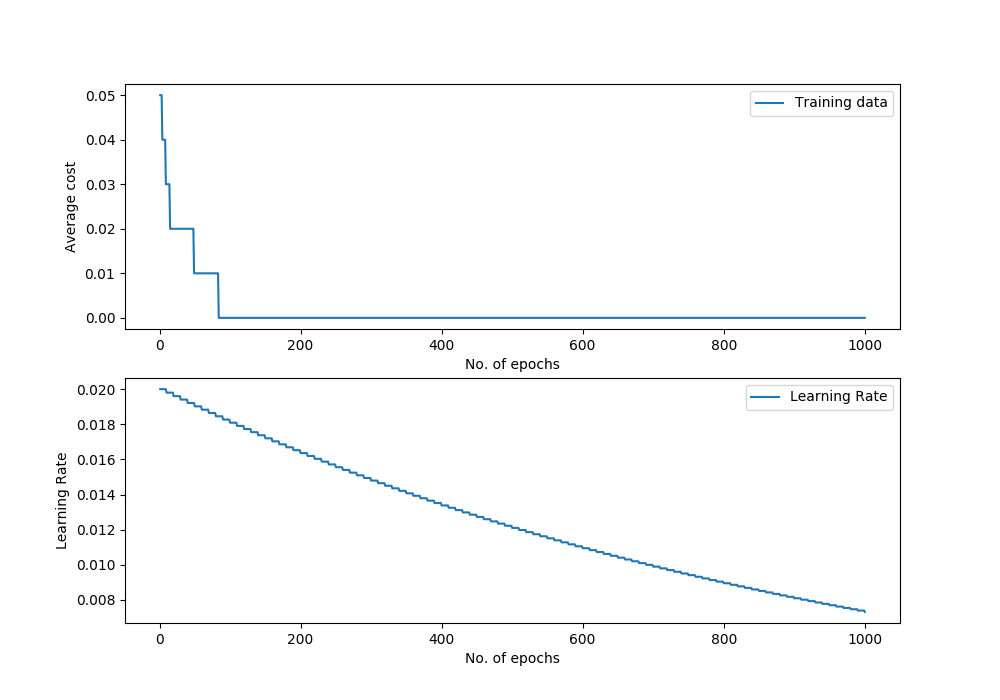 Training data
0.05
0.04
0.03
0.02
0.01
0.00
Average cost
0 200 400 600 800 1000
No. of epochs
Learning Rate
0.020
0.018
0.016
0.014
0.012
0.010
0.008
Learning Rate
0 200 400 600 800 1000
No. of epochs